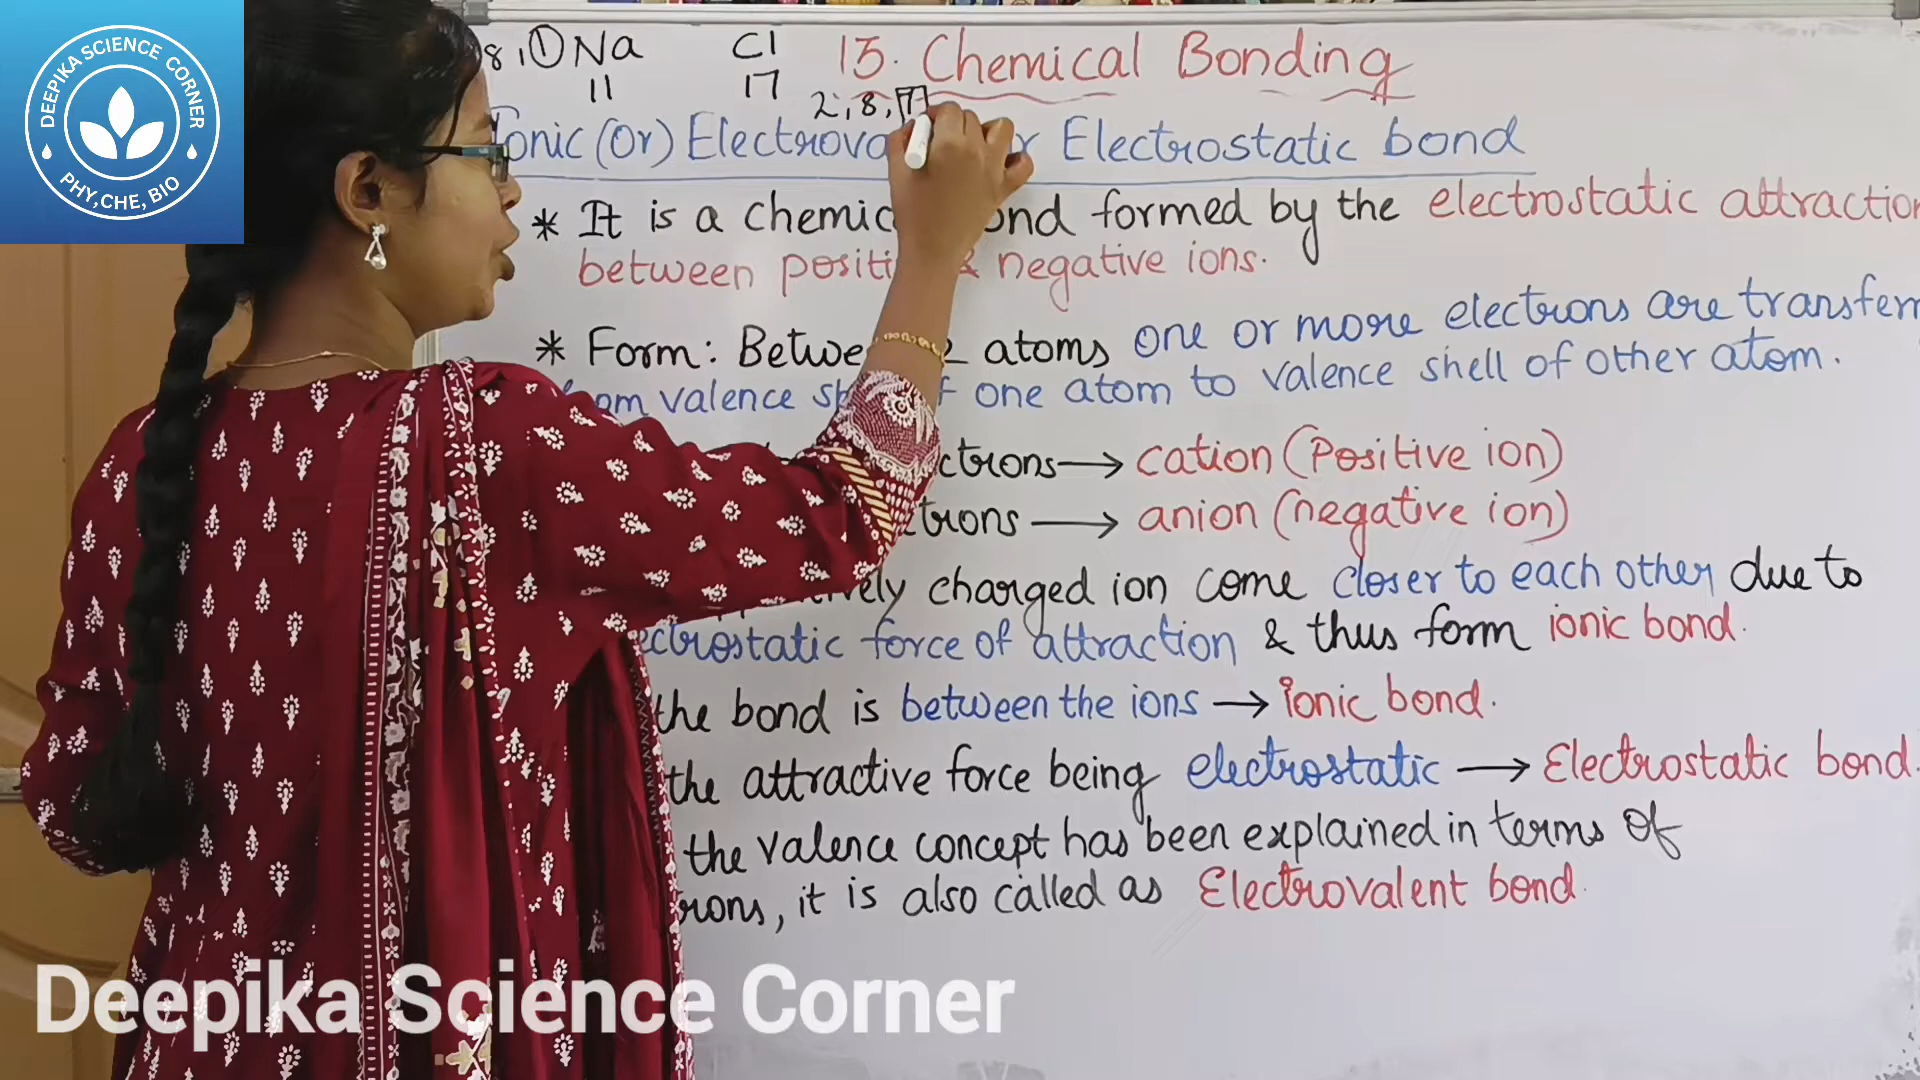 DEEPIKA SCIENCE CORNER
PHY, CHE, BIO
8, 1 Na Cl 15. Chemical Bonding
11 17 2, 8, 7
Ionic (or) Electrova r Electrostatic bond
* It is a chemic ond formed by the electrostatic attraction
between positi & negative ions.
* Form: Betwe 2 atoms one or more electrons are transfer
om valence sh f one atom to valence shell of other atom.
ctrons → cation (Positive ion)
ctrons → anion (negative ion)
ely charged ion come closer to each other due to
ectrostatic force of attraction & thus form ionic bond.
the bond is between the ions → ionic bond.
the attractive force being electrostatic → Electrostatic bond.
the valence concept has been explained in terms of
rons, it is also called as Electrovalent bond.
Deepika Science Corner